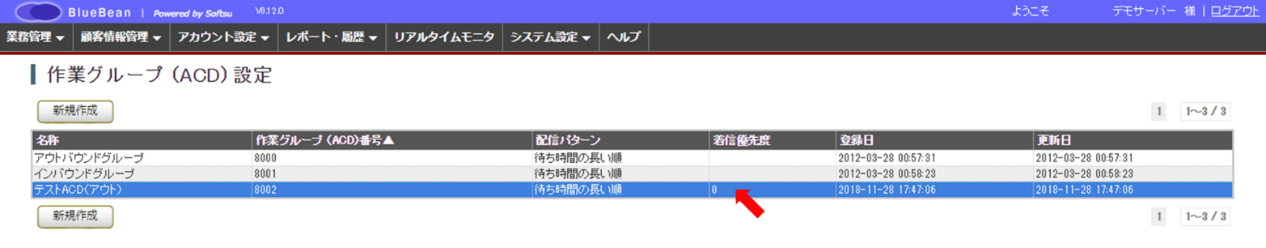 BlueBean | Powered by Softsu V3.12.0 ようこそ デモサーバー 様 | ログアウト
業務管理 顧客情報管理 アカウント設定 レポート・履歴 リアルタイムモニタ システム設定 ヘルプ
作業グループ(ACD)設定
新規作成 1 1～3 / 3
名称 作業グループ(ACD)番号▲ 配信パターン 着信優先度 登録日 更新日
アウトバウンドグループ 8000 待ち時間の長い順 2012-03-28 00:57:31 2012-03-28 00:57:31
インバウンドグループ 8001 待ち時間の長い順 2012-03-28 00:58:23 2012-03-28 00:58:23
テストACD(アウト) 8002 待ち時間の長い順 0 2018-11-28 17:47:06 2018-11-28 17:47:06
新規作成 1 1～3 / 3